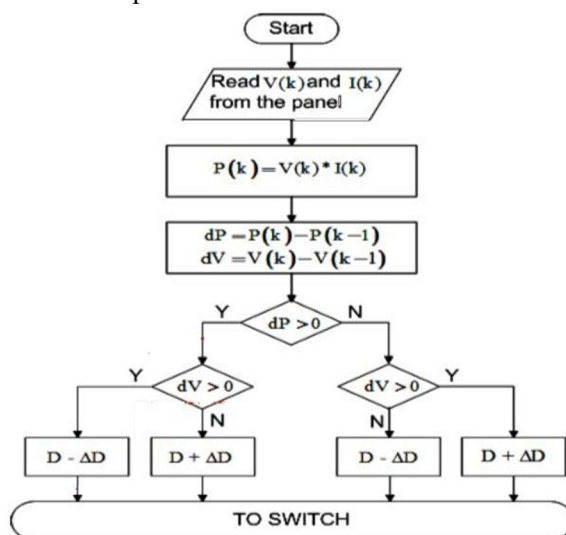 Start
Read V(k) and I(k)
from the panel
P(k)=V(k)* I(k)
dP =P(k)-P(k-1)
dV =V(k)-V(k-1)
Y
N
dP >0
Y
dV >0
N
dV >0
Y
N
D - ΔD
D + ΔD
D - ΔD
D + ΔD
TO SWITCH